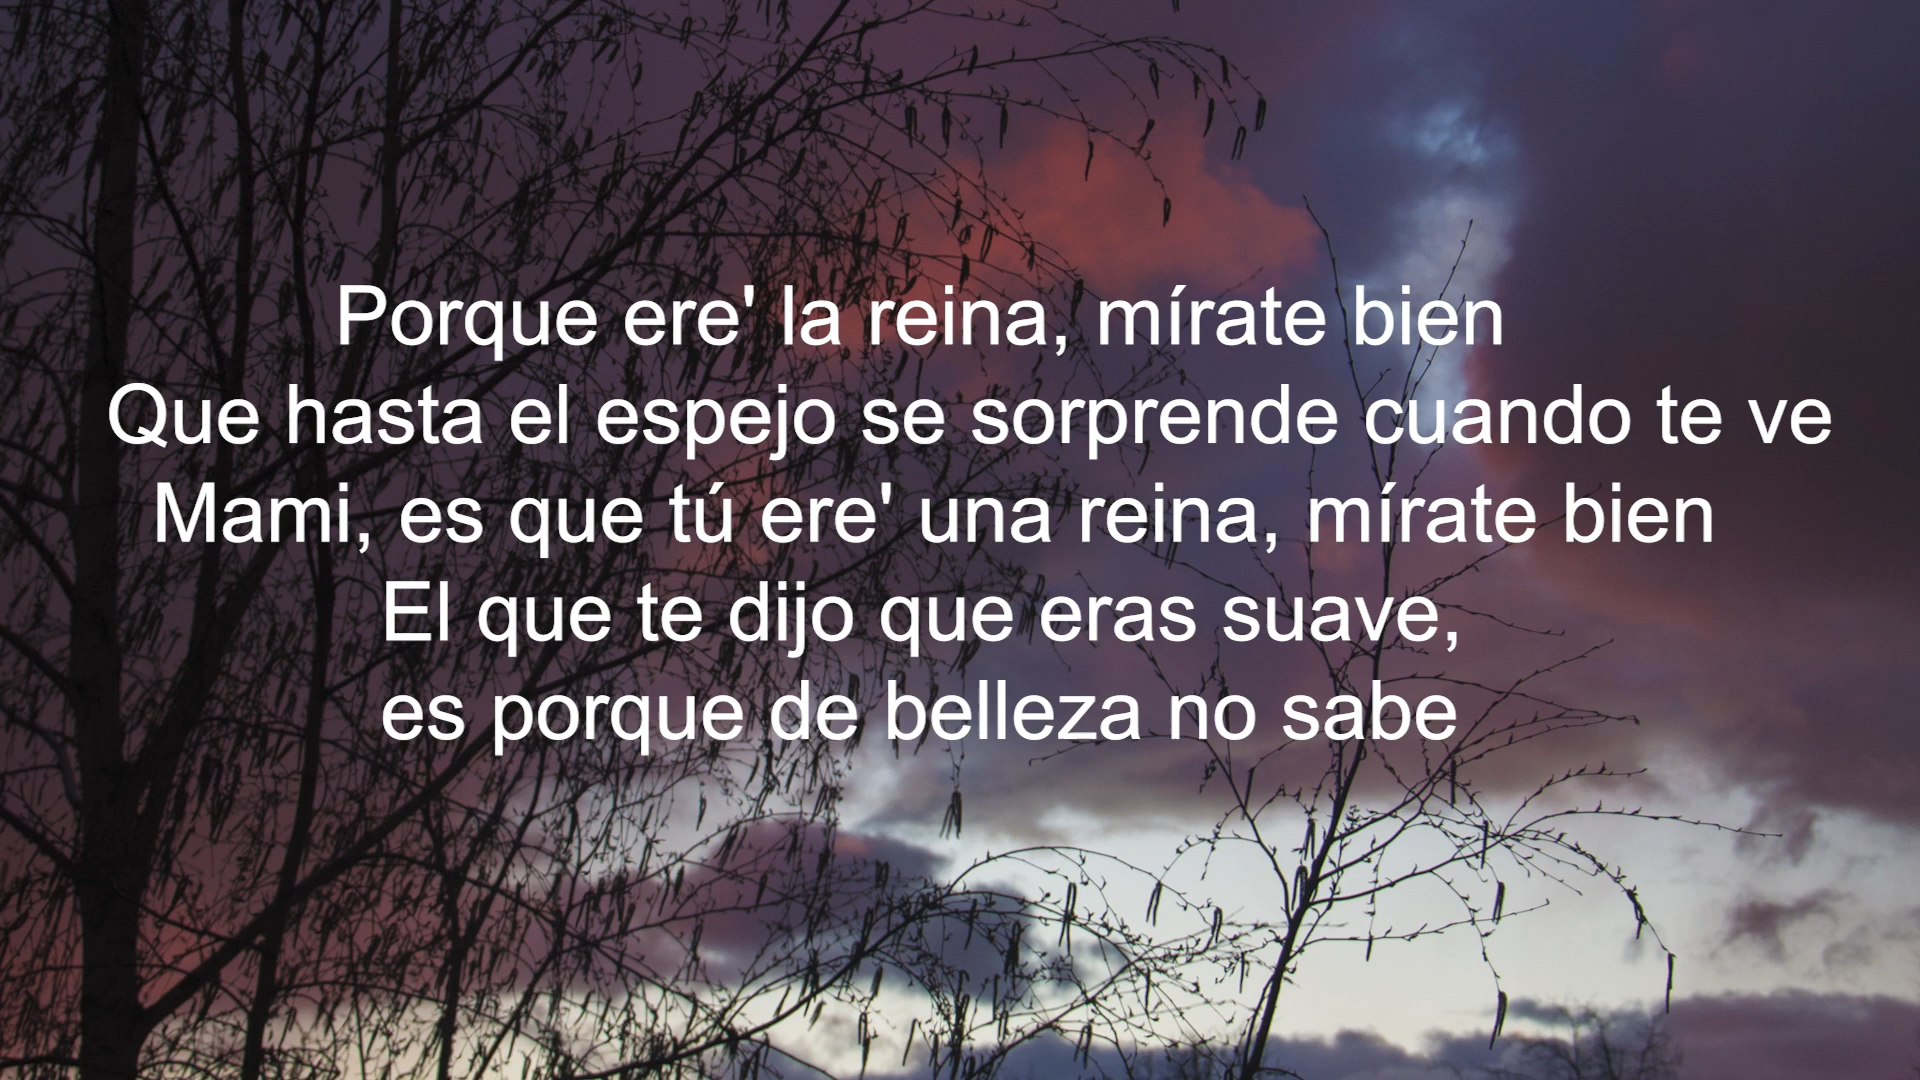 Porque ere' la reina, mírate bien
Que hasta el espejo se sorprende cuando te ve
Mami, es que tú ere' una reina, mírate bien
El que te dijo que eras suave,
es porque de belleza no sabe